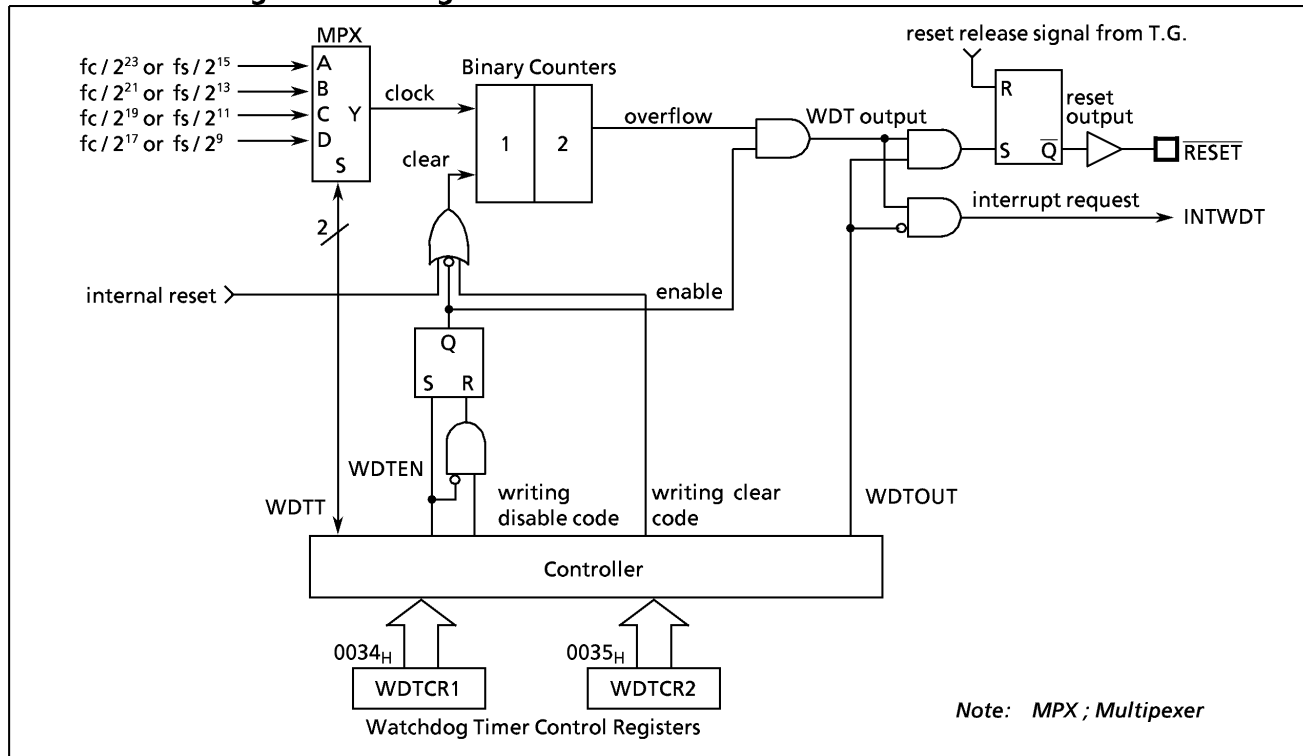 MPX
reset release signal from T.G.
fc / 2²³ or fs / 2¹⁵
A
fc / 2²¹ or fs / 2¹³
B
fc / 2¹⁹ or fs / 2¹¹
C
fc / 2¹⁷ or fs / 2⁹
D
Y
S
clock
Binary Counters
1
2
clear
overflow
WDT output
R
S
Q̅
reset
output
R̅E̅S̅E̅T̅
interrupt request
INTWDT
2
internal reset
enable
Q
S
R
WDTEN
WDTT
writing
disable code
writing clear
code
WDTOUT
Controller
0034H
0035H
WDTCR1
WDTCR2
Watchdog Timer Control Registers
Note: MPX ; Multipexer